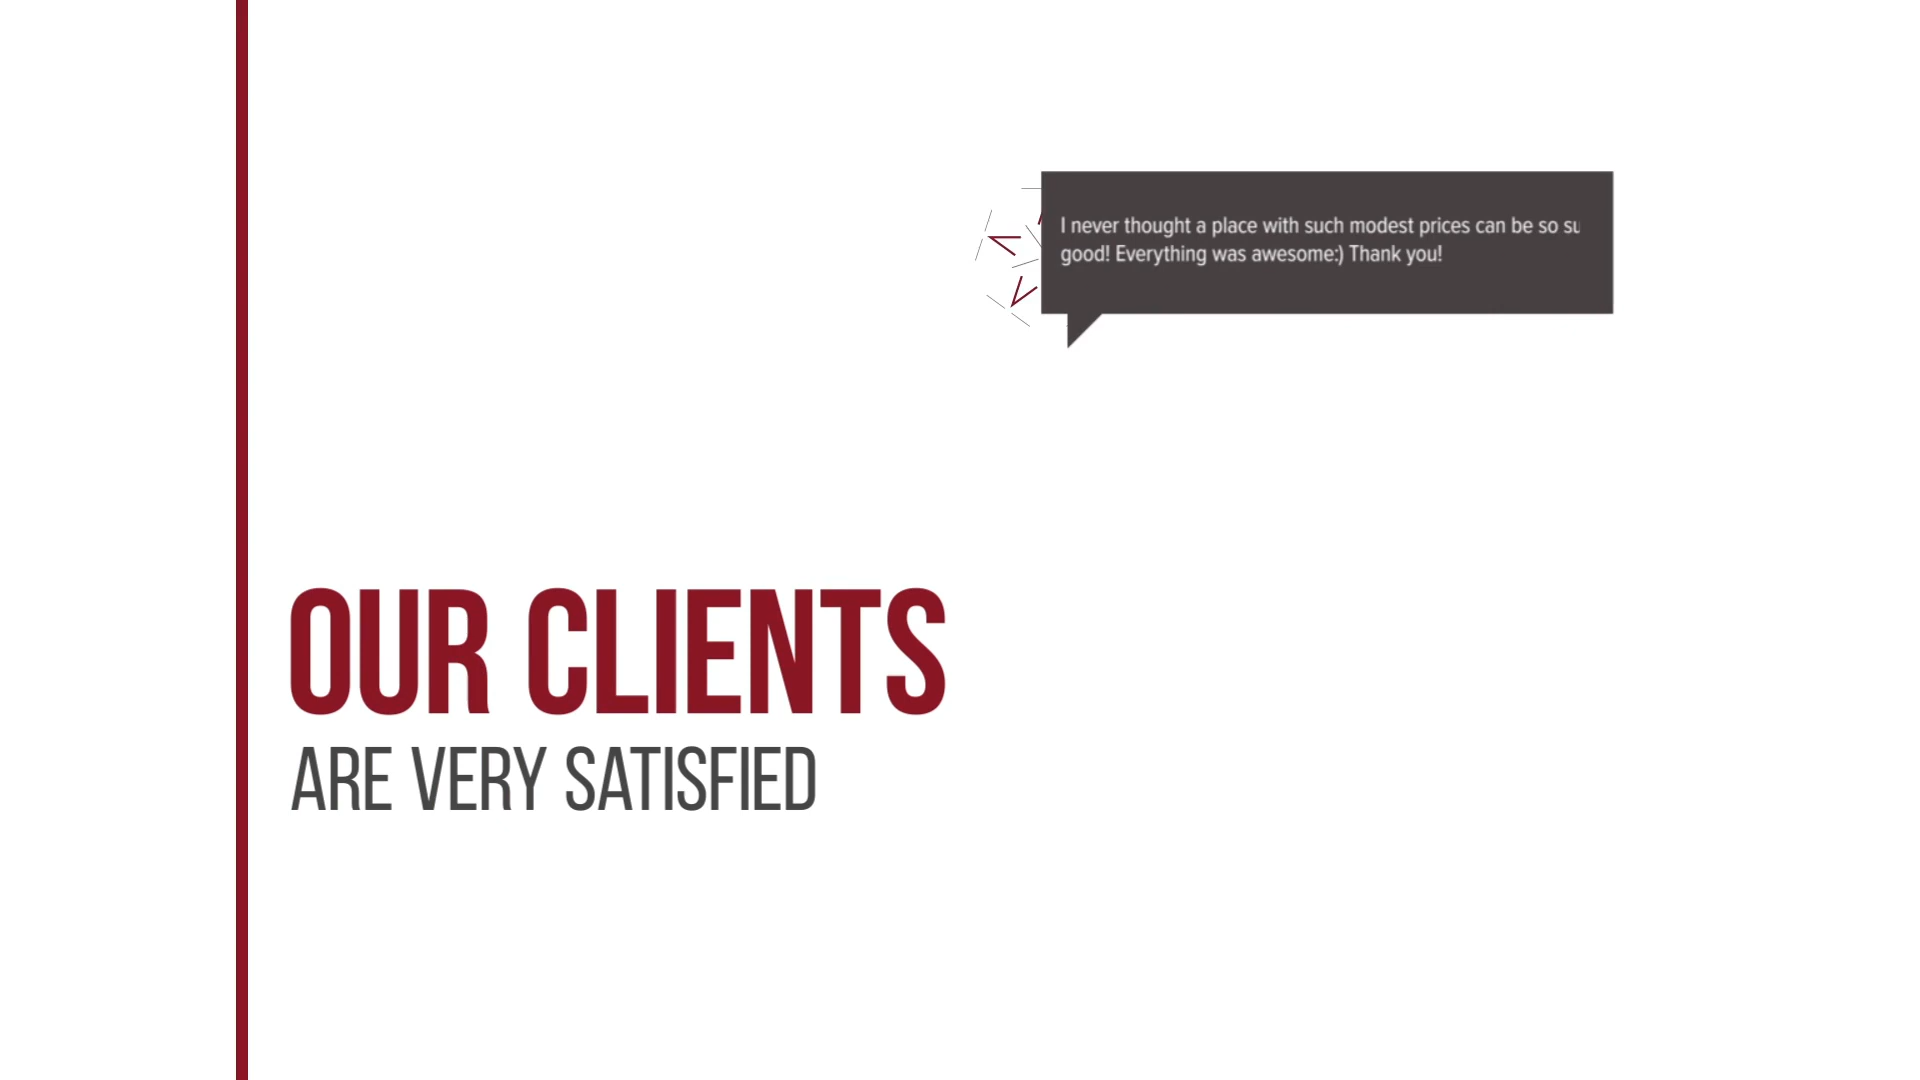 I never thought a place with such modest prices can be so
good! Everything was awesome:) Thank you!
OUR CLIENTS
ARE VERY SATISFIED